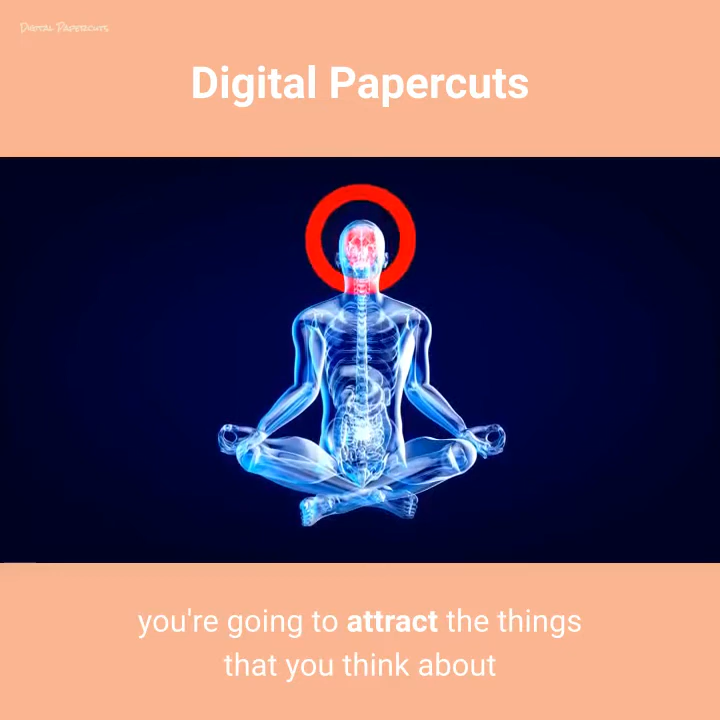 Digital Papercuts
Digital Papercuts
you're going to attract the things
that you think about